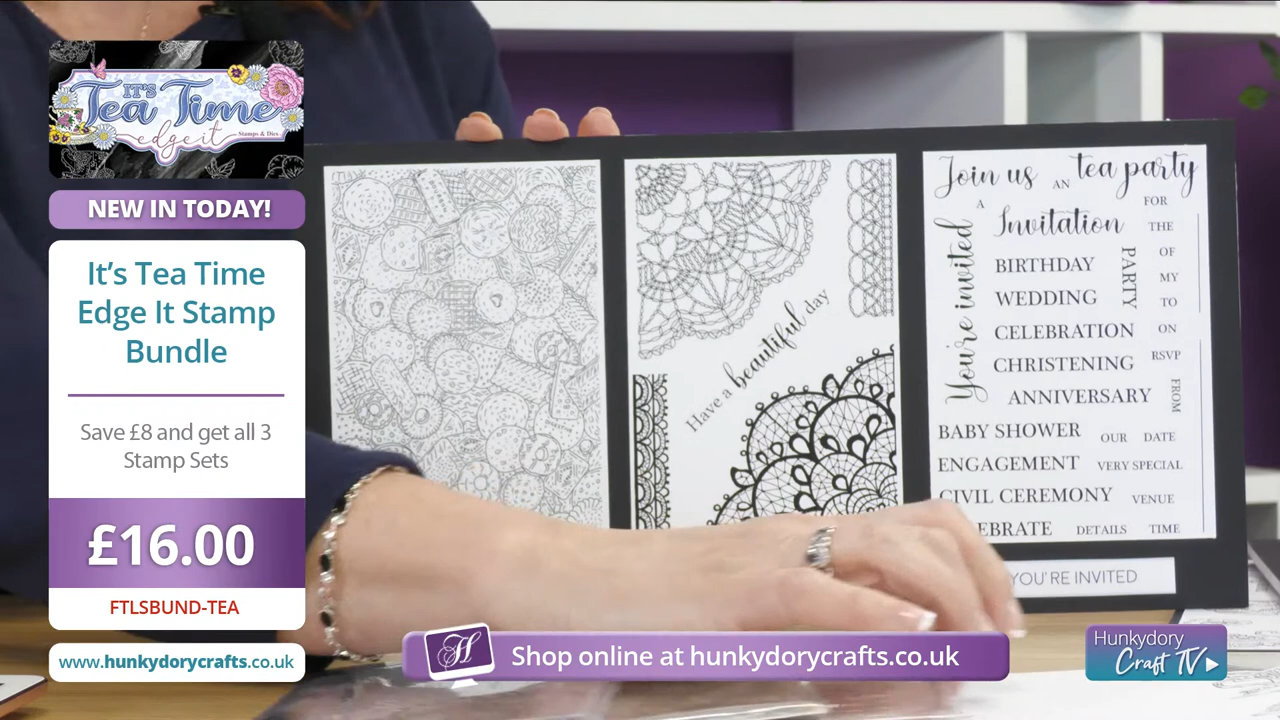 IT'S
Tea Time
edge it
Stamps & Dies
NEW IN TODAY!
It's Tea Time
Edge It Stamp
Bundle
Save £8 and get all 3
Stamp Sets
£16.00
FTLSBUND-TEA
www.hunkydorycrafts.co.uk
Have a beautiful day
Join us AN tea party
A
FOR
Invitation
THE
You're invited
BIRTHDAY
PARTY
OF
WEDDING
MY
TO
CELEBRATION
ON
CHRISTENING
RSVP
ANNIVERSARY
FROM
BABY SHOWER
OUR DATE
ENGAGEMENT
VERY SPECIAL
CIVIL CEREMONY
VENUE
EBRATE
DETAILS TIME
YOU'RE INVITED
H
Shop online at hunkydorycrafts.co.uk
Hunkydory
Craft TV